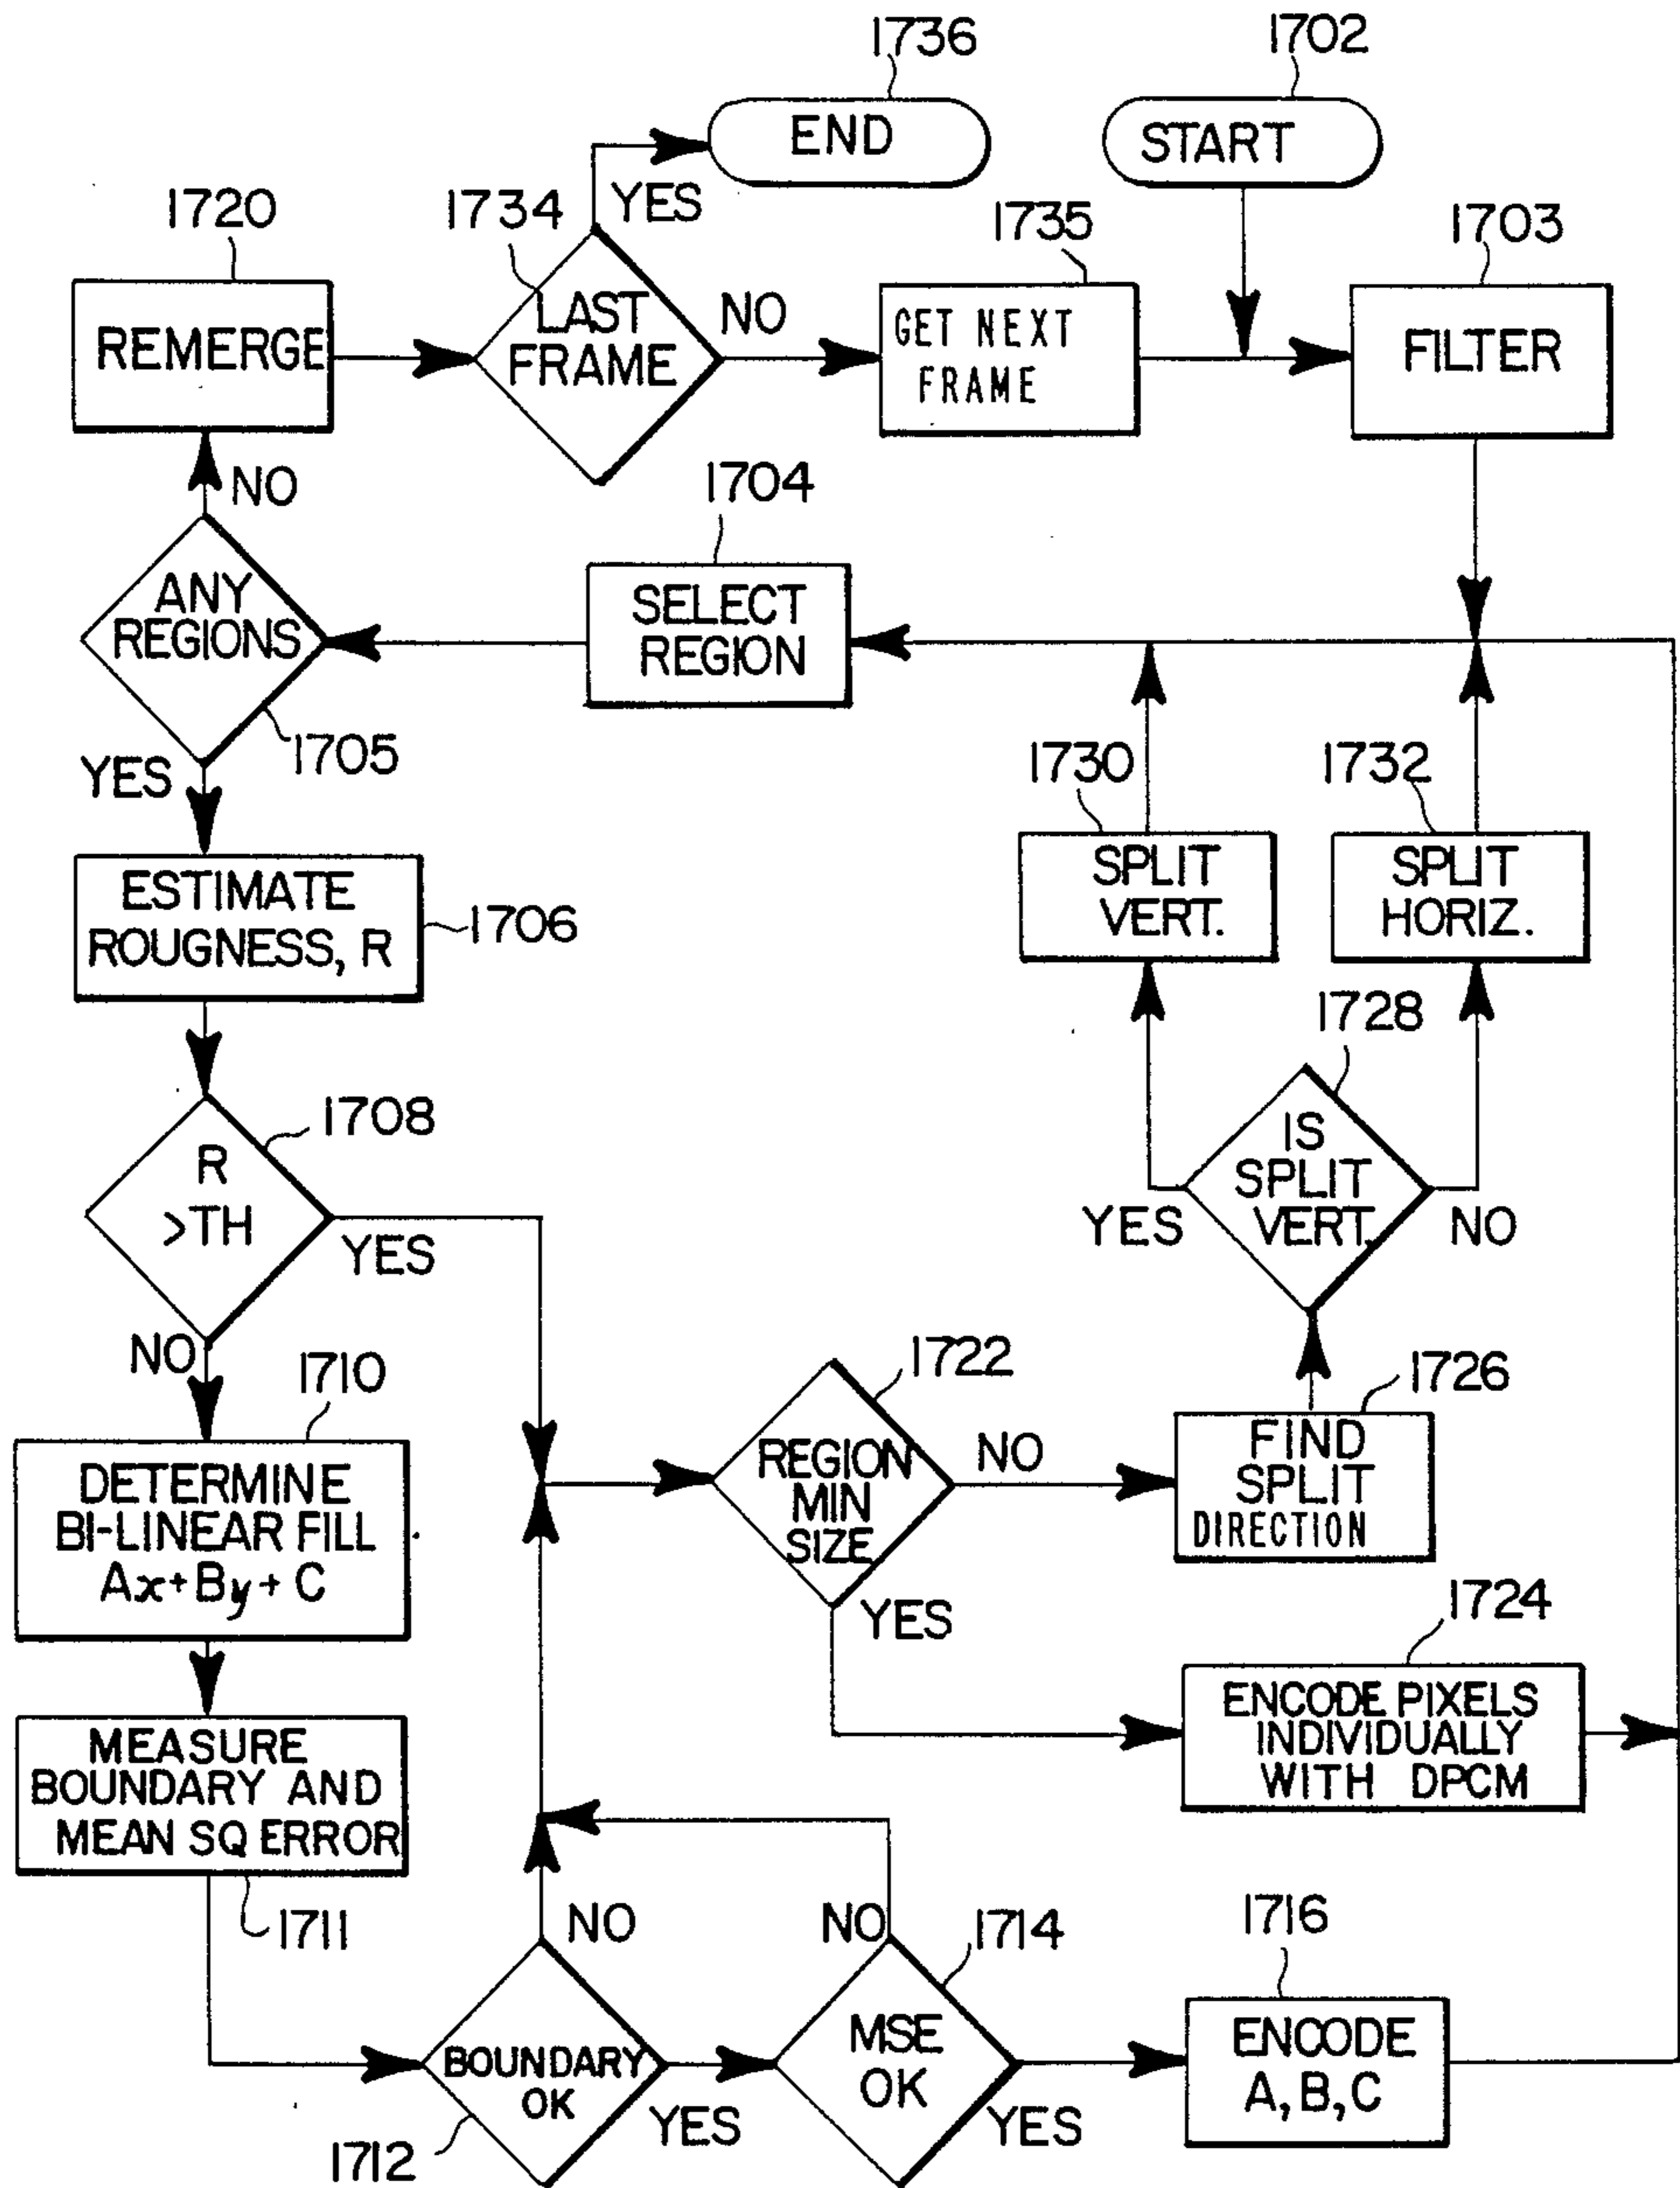 1736
1702
END
START
1720
1734
YES
1735
1703
REMERGE
LAST
FRAME
NO
GET NEXT
FRAME
FILTER
NO
1704
ANY
REGIONS
SELECT
REGION
1705
YES
1730
1732
ESTIMATE
ROUGNESS, R
1706
SPLIT
VERT.
SPLIT
HORIZ.
1728
1708
R
>TH
YES
IS
SPLIT
VERT.
YES
NO
NO
1710
1722
1726
DETERMINE
BI-LINEAR FILL
Ax+By+C
REGION
MIN
SIZE
NO
FIND
SPLIT
DIRECTION
YES
1724
MEASURE
BOUNDARY AND
MEAN SQ ERROR
ENCODE PIXELS
INDIVIDUALLY
WITH DPCM
1711
NO
NO
1714
1716
BOUNDARY
OK
YES
MSE
OK
YES
ENCODE
A, B, C
1712